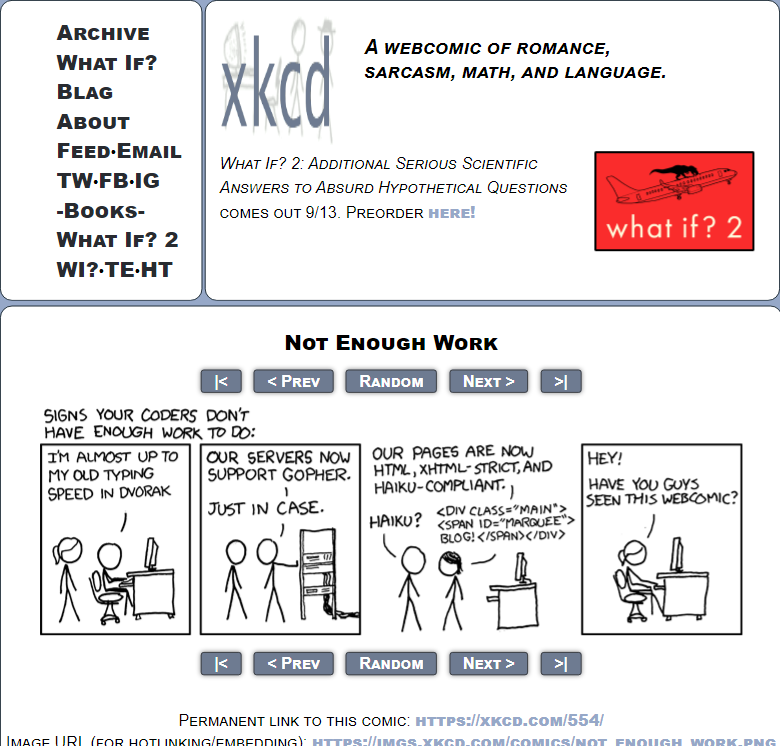 Archive
What If?
Blag
About
Feed·Email
TW·FB·IG
-Books-
What If? 2
WI?·TE·HT
xkcd
A webcomic of romance,
sarcasm, math, and language.
What If? 2: Additional Serious Scientific
Answers to Absurd Hypothetical Questions
comes out 9/13. Preorder here!
what if? 2
Not Enough Work
|<
< Prev
Random
Next >
>|
SIGNS YOUR CODERS DON'T
HAVE ENOUGH WORK TO DO:
I'M ALMOST UP TO
MY OLD TYPING
SPEED IN DVORAK
OUR SERVERS NOW
SUPPORT GOPHER.
JUST IN CASE.
OUR PAGES ARE NOW
HTML, XHTML-STRICT, AND
HAIKU-COMPLIANT.
HAIKU?
<DIV CLASS="MAIN">
<SPAN ID="MARQUEE">
BLOG!</SPAN></DIV>
HEY!
HAVE YOU GUYS
SEEN THIS WEBCOMIC?
|<
< Prev
Random
Next >
>|
Permanent link to this comic: https://xkcd.com/554/
Image URL (for hotlinking/embedding): https://imgs.xkcd.com/comics/not_enough_work.png